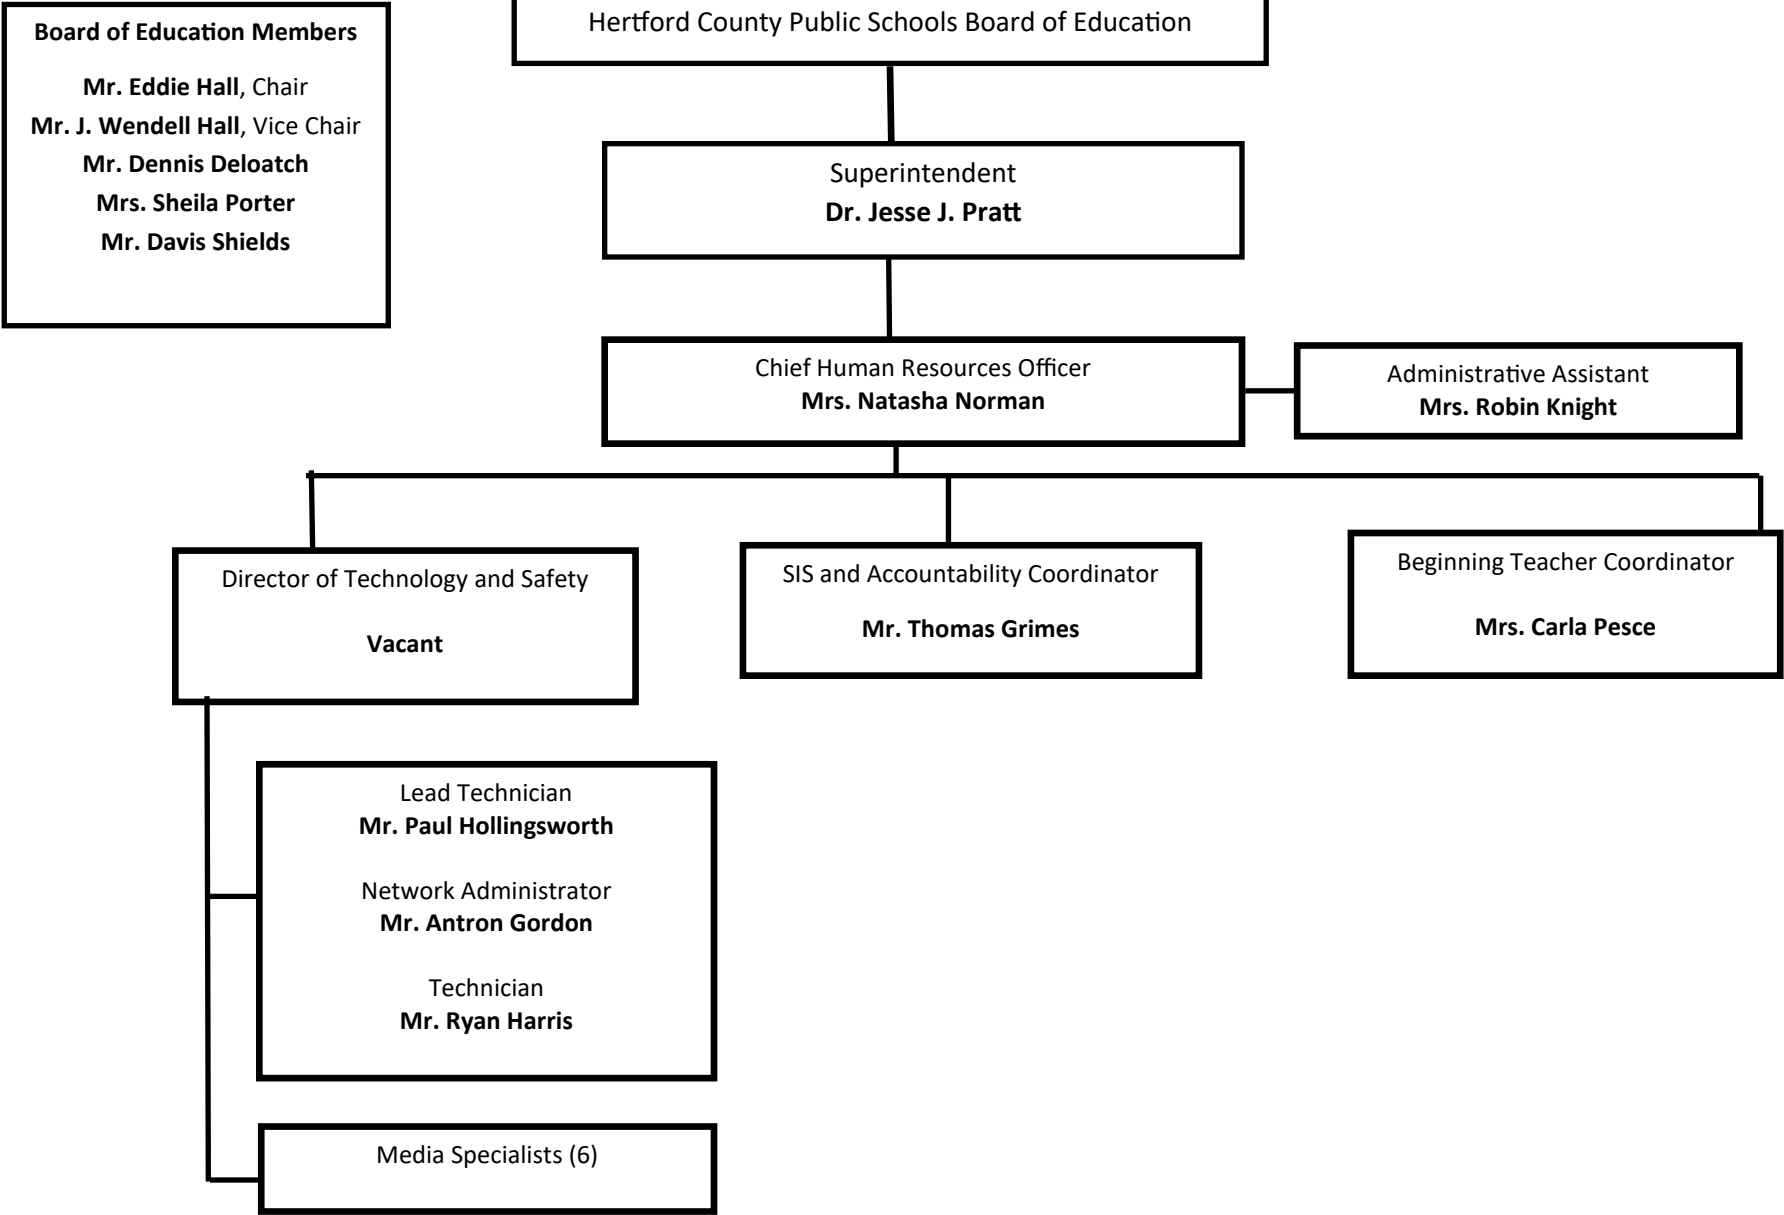 Board of Education Members
Mr. Eddie Hall, Chair
Mr. J. Wendell Hall, Vice Chair
Mr. Dennis Deloatch
Mrs. Sheila Porter
Mr. Davis Shields
Hertford County Public Schools Board of Education
Superintendent
Dr. Jesse J. Pratt
Chief Human Resources Officer
Mrs. Natasha Norman
Administrative Assistant
Mrs. Robin Knight
Director of Technology and Safety
Vacant
SIS and Accountability Coordinator
Mr. Thomas Grimes
Beginning Teacher Coordinator
Mrs. Carla Pesce
Lead Technician
Mr. Paul Hollingsworth
Network Administrator
Mr. Antron Gordon
Technician
Mr. Ryan Harris
Media Specialists (6)